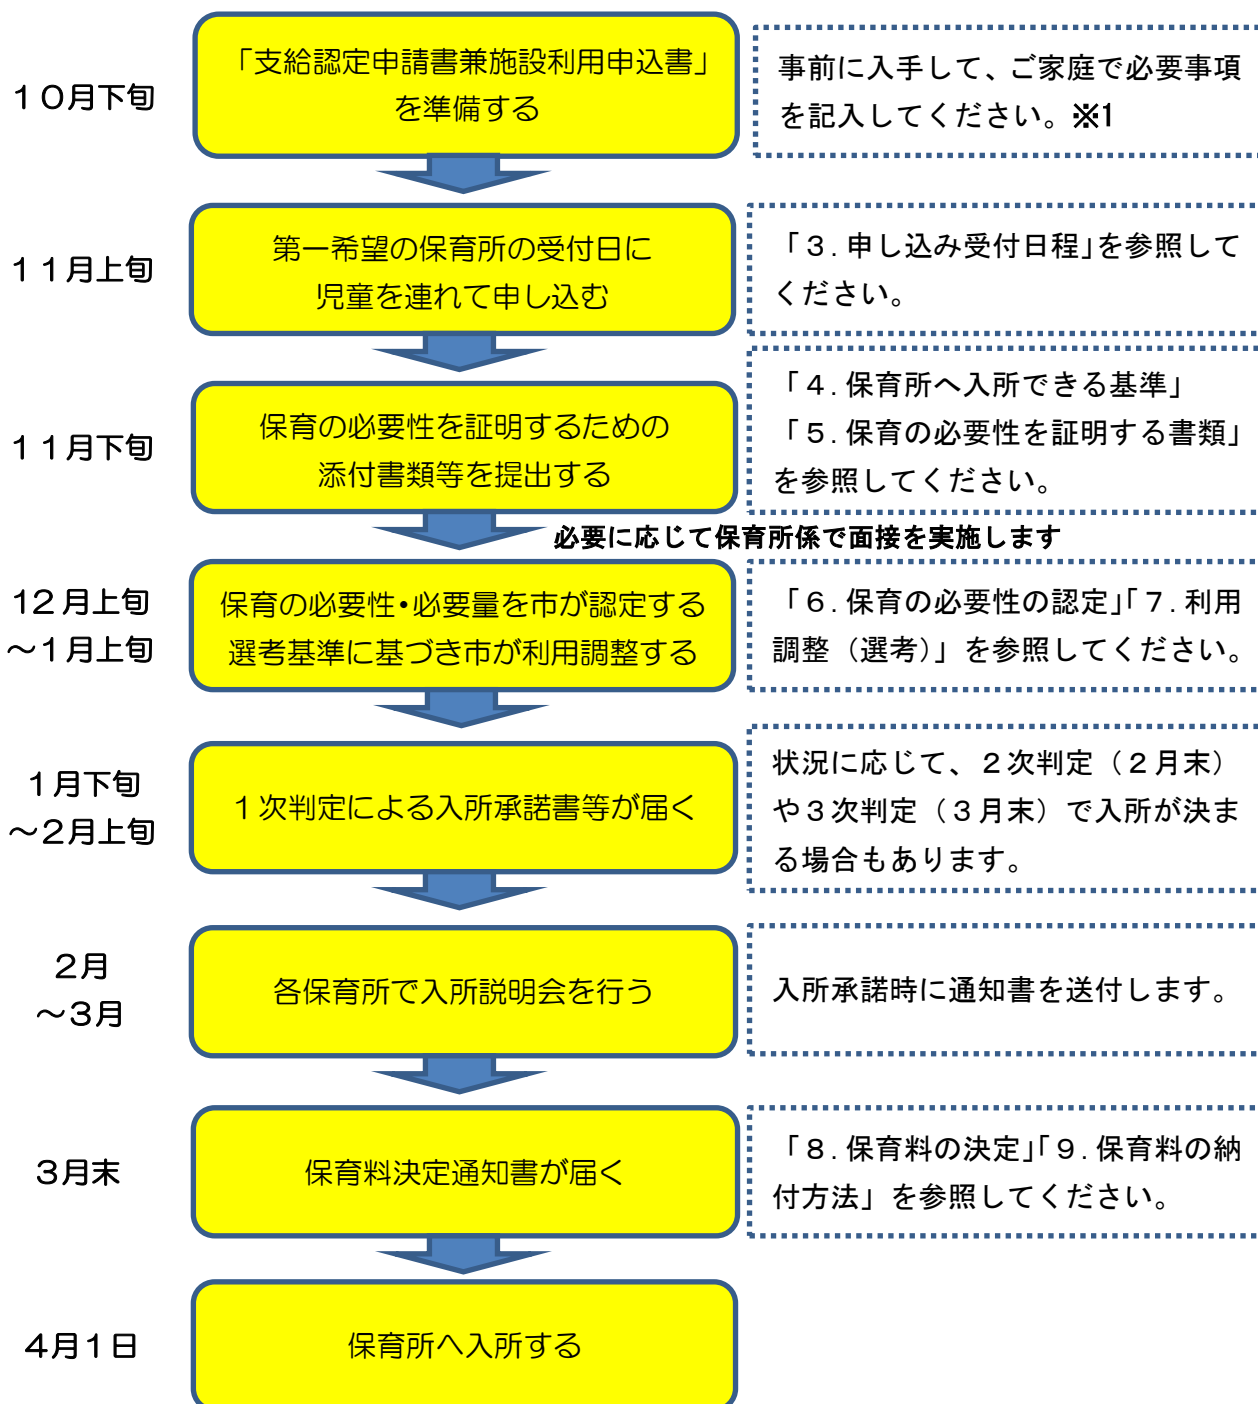 １０月下旬
「支給認定申請書兼施設利用申込書」
を準備する
事前に入手して、ご家庭で必要事項
を記入してください。※1
１１月上旬
第一希望の保育所の受付日に
児童を連れて申し込む
「３.申し込み受付日程」を参照して
ください。
１１月下旬
保育の必要性を証明するための
添付書類等を提出する
「４.保育所へ入所できる基準」
「５.保育の必要性を証明する書類」
を参照してください。
必要に応じて保育所係で面接を実施します
12月上旬
～1月上旬
保育の必要性・必要量を市が認定する
選考基準に基づき市が利用調整する
「６.保育の必要性の認定」「７.利用
調整（選考）」を参照してください。
１月下旬
～2月上旬
１次判定による入所承諾書等が届く
状況に応じて、２次判定（２月末）
や３次判定（３月末）で入所が決ま
る場合もあります。
２月
～3月
各保育所で入所説明会を行う
入所承諾時に通知書を送付します。
３月末
保育料決定通知書が届く
「８.保育料の決定」「９.保育料の納
付方法」を参照してください。
４月１日
保育所へ入所する